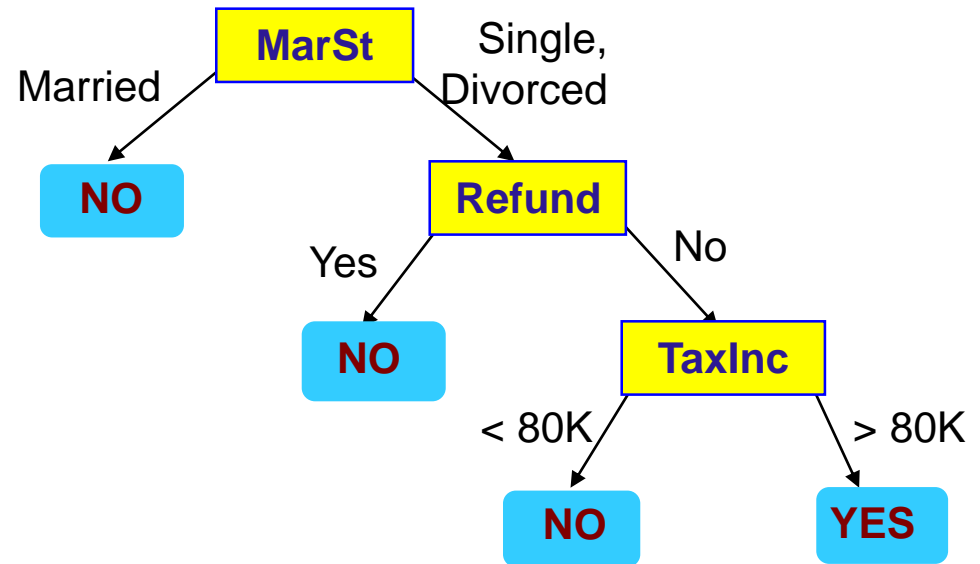 MarSt
Single,
Divorced
Married
NO
Refund
Yes
No
NO
TaxInc
< 80K
> 80K
NO
YES